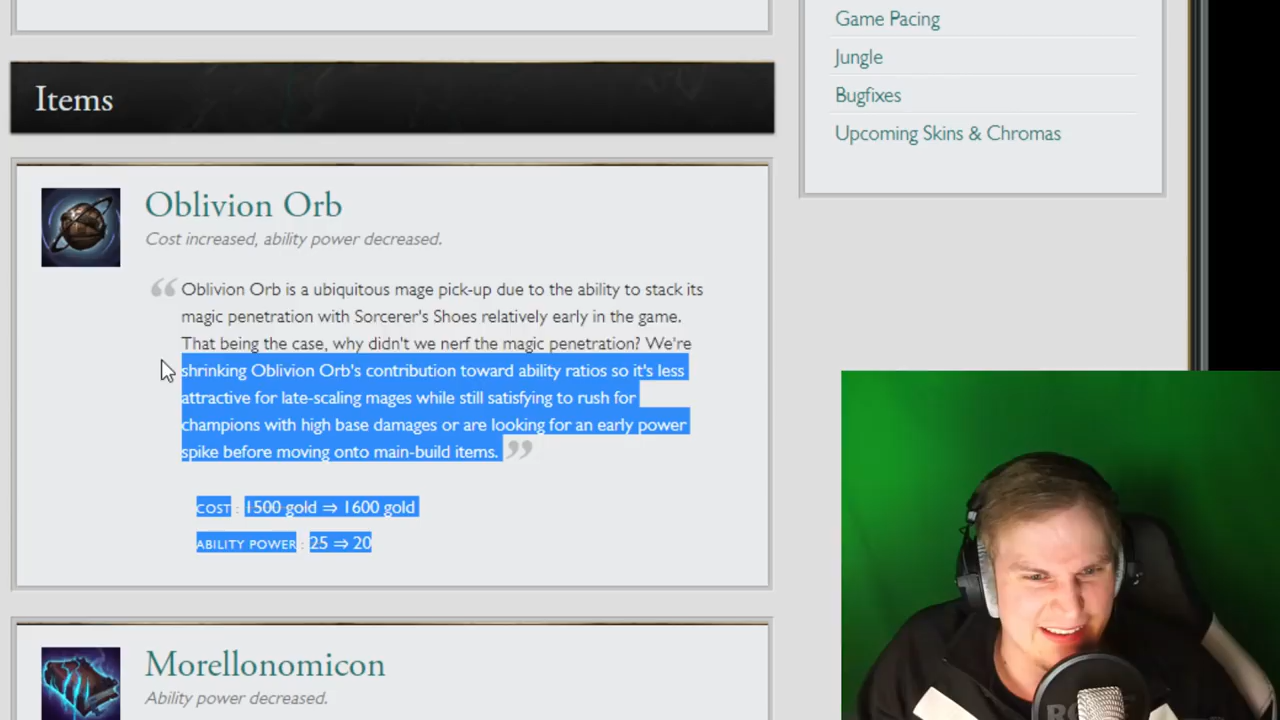 Game Pacing
Jungle
Bugfixes
Upcoming Skins & Chromas
Items
Oblivion Orb
Cost increased, ability power decreased.
“ Oblivion Orb is a ubiquitous mage pick-up due to the ability to stack its
magic penetration with Sorcerer's Shoes relatively early in the game.
That being the case, why didn't we nerf the magic penetration? We're
shrinking Oblivion Orb's contribution toward ability ratios so it's less
attractive for late-scaling mages while still satisfying to rush for
champions with high base damages or are looking for an early power
spike before moving onto main-build items. ”
COST : 1500 gold ⇒ 1600 gold
ABILITY POWER : 25 ⇒ 20
Morellonomicon
Ability power decreased.